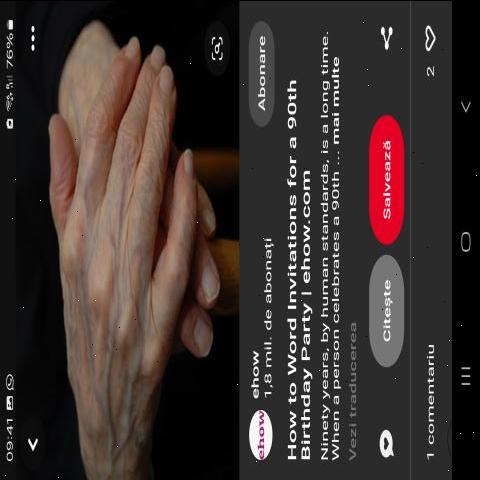 09:41
76%
ehow
ehow
1,8 mil. de abonați
Abonare
How to Word Invitations for a 90th
Birthday Party | ehow.com
Ninety years, by human standards, is a long time.
When a person celebrates a 90th ... mai multe
Vezi traducerea
Citește
Salvează
1 comentariu
2